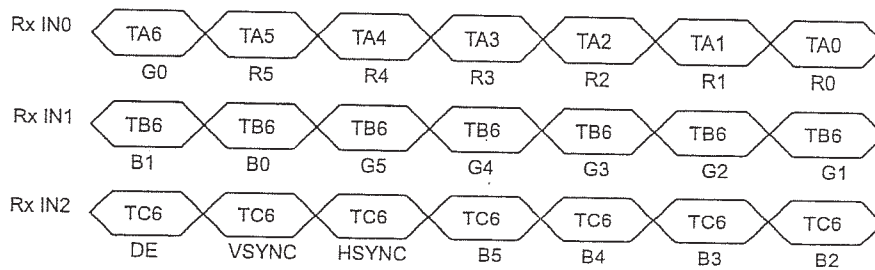 Rx IN0 TA6 TA5 TA4 TA3 TA2 TA1 TA0
G0 R5 R4 R3 R2 R1 R0
Rx IN1 TB6 TB6 TB6 TB6 TB6 TB6 TB6
B1 B0 G5 G4 G3 G2 G1
Rx IN2 TC6 TC6 TC6 TC6 TC6 TC6 TC6
DE VSYNC HSYNC B5 B4 B3 B2